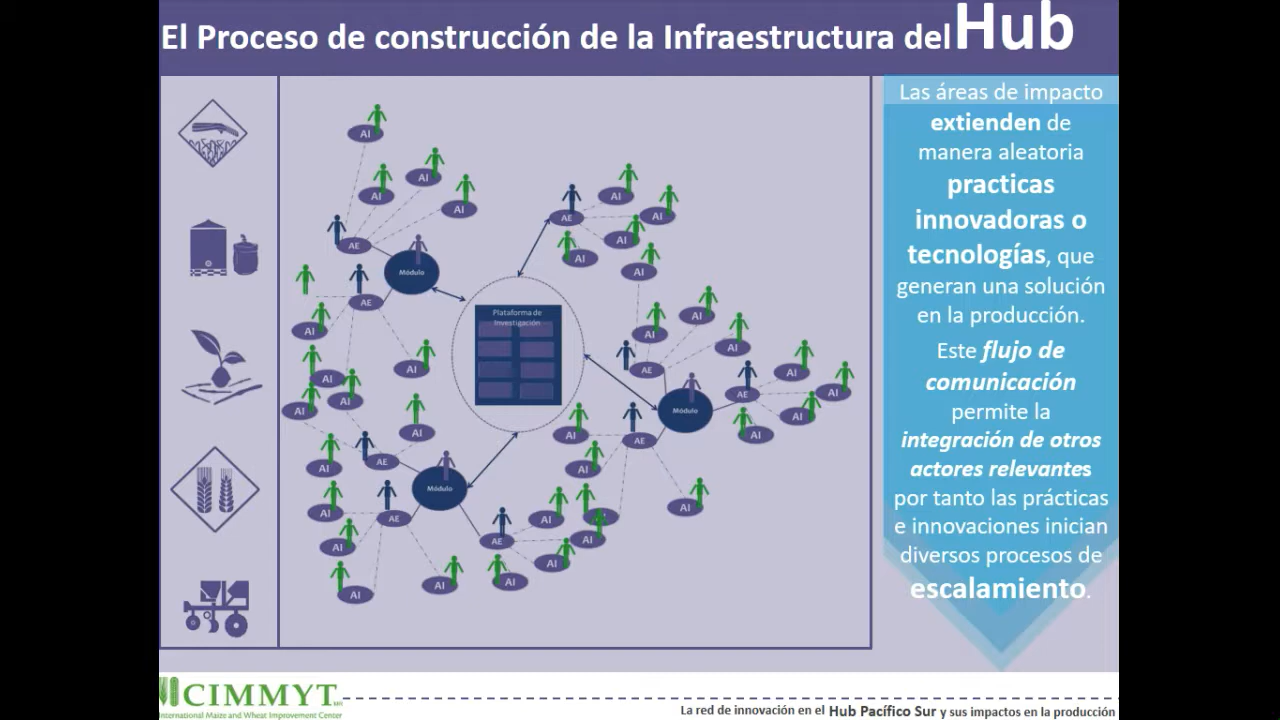 El Proceso de construcción de la Infraestructura del Hub
AI
AI
AI
AI
AE
Módulo
AE
AI
AI
AI
AI
AI
AI
AE
AI
AI
AI
AI
AI
Plataforma de
Investigación
AI
AI
AI
AE
Módulo
AE
AI
AI
AI
AI
AE
AI
AI
AI
AI
AE
Módulo
AI
AE
AI
AI
AI
AI
AE
AI
AI
AI
AI
Las áreas de impacto
extienden de
manera aleatoria
practicas
innovadoras o
tecnologías, que
generan una solución
en la producción.
Este flujo de
comunicación
permite la
integración de otros
actores relevantes
por tanto las prácticas
e innovaciones inician
diversos procesos de
escalamiento.
CIMMYT
International Maize and Wheat Improvement Center
La red de innovación en el Hub Pacífico Sur y sus impactos en la producción